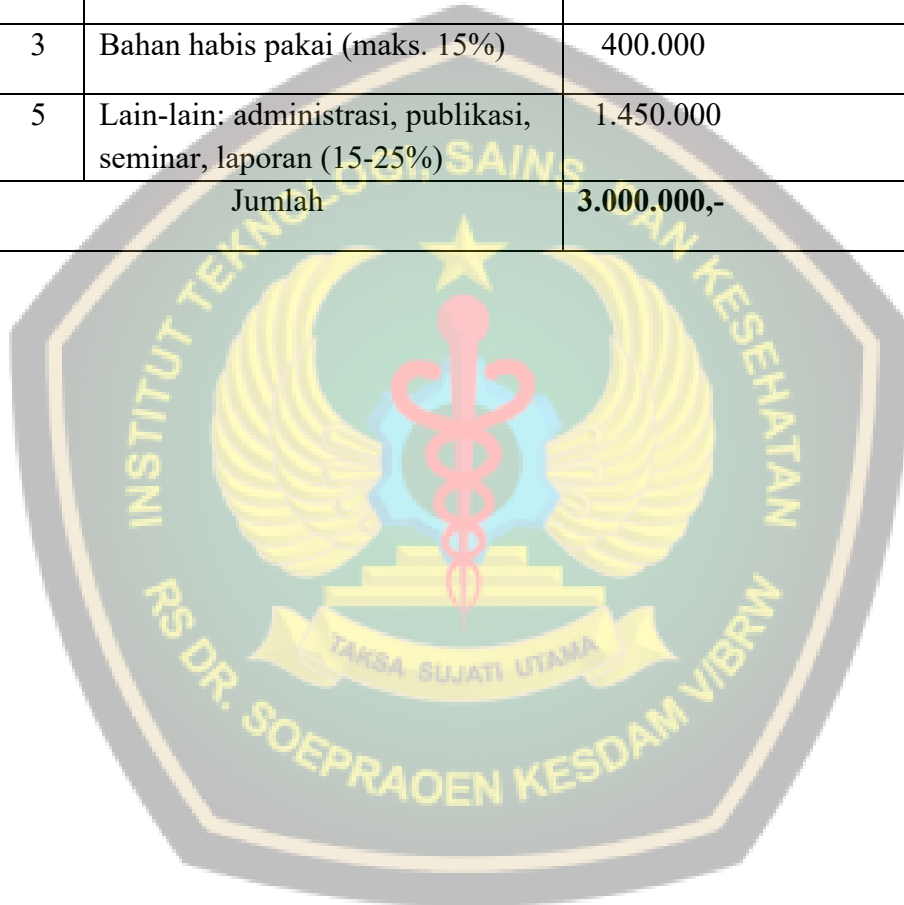 3 Bahan habis pakai (maks. 15%) 400.000
5 Lain-lain: administrasi, publikasi, 1.450.000
seminar, laporan (15-25%)
Jumlah 3.000.000,-
INSTITUT TEKNOLOGI, SAINS, DAN KESEHATAN
TAKSA SUJATI UTAMA
RS DR. SOEPRAOEN KESDAM V/BRW